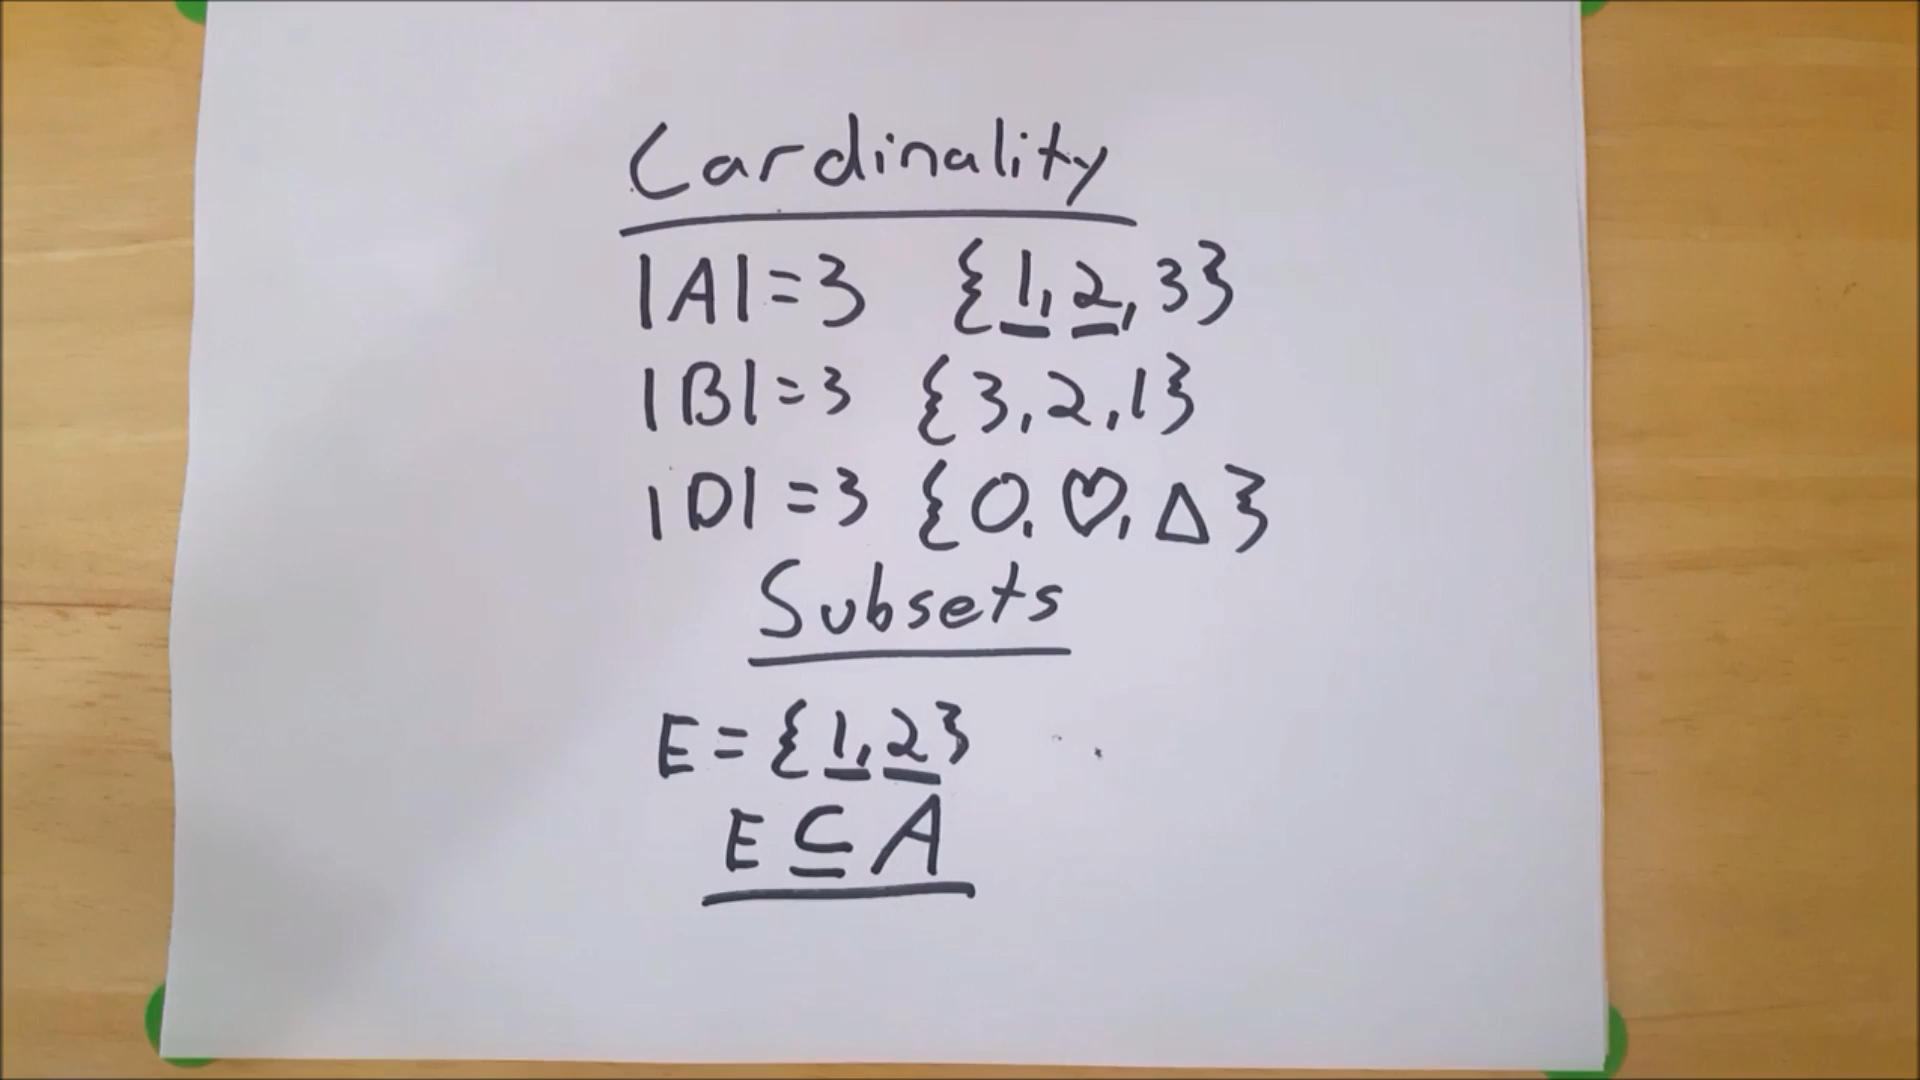 Cardinality
|A|=3 {1,2,3}
|B|=3 {3,2,1}
|D|=3 {O,♡,Δ}
Subsets
E={1,2}
E⊆A